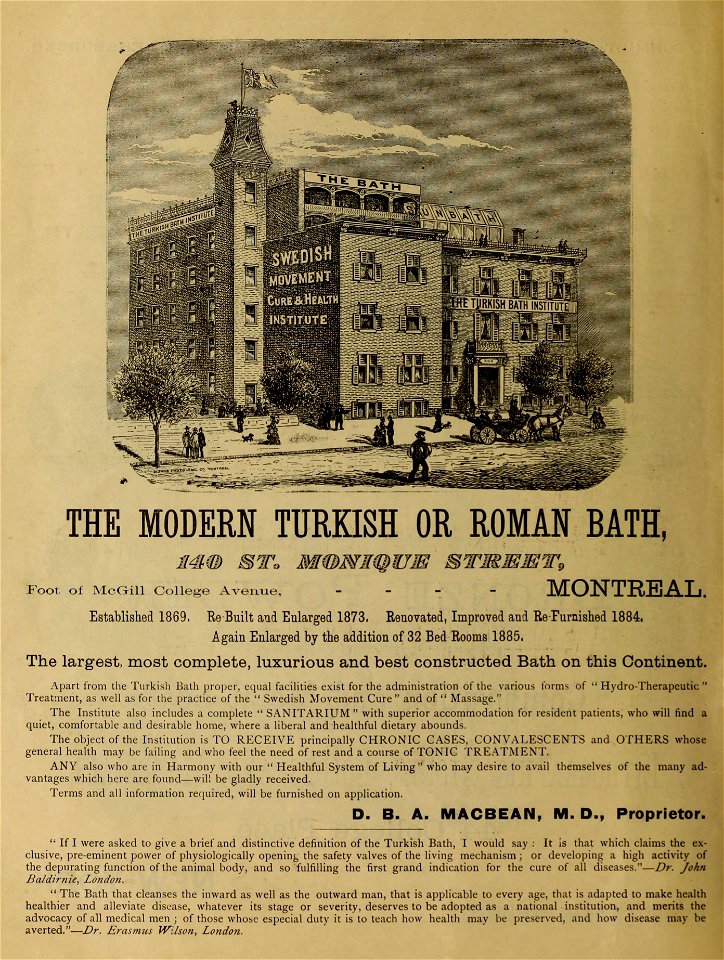 THE BATH
SUNBATH
THE TURKISH BATH INSTITUTE
SWEDISH
MOVEMENT
CURE & HEALTH
INSTITUTE
THE TURKISH BATH INSTITUTE
THE MODERN TURKISH OR ROMAN BATH,
140 ST. MONIQUE STREET,
Foot of McGill College Avenue, - - - - MONTREAL.
Established 1869. Re-Built and Enlarged 1873. Renovated, Improved and Re-Furnished 1884.
Again Enlarged by the addition of 32 Bed Rooms 1885.
The largest, most complete, luxurious and best constructed Bath on this Continent.
Apart from the Turkish Bath proper, equal facilities exist for the administration of the various forms of "Hydro-Therapeutic"
Treatment, as well as for the practice of the "Swedish Movement Cure" and of "Massage."
The Institute also includes a complete "SANITARIUM" with superior accommodation for resident patients, who will find a
quiet, comfortable and desirable home, where a liberal and healthful dietary abounds.
The object of the Institution is TO RECEIVE principally CHRONIC CASES, CONVALESCENTS and OTHERS whose
general health may be failing and who feel the need of rest and a course of TONIC TREATMENT.
ANY also who are in Harmony with our "Healthful System of Living" who may desire to avail themselves of the many ad-
vantages which here are found—will be gladly received.
Terms and all information required, will be furnished on application.
D. B. A. MACBEAN, M. D., Proprietor.
"If I were asked to give a brief and distinctive definition of the Turkish Bath, I would say: It is that which claims the ex-
clusive, pre-eminent power of physiologically opening the safety valves of the living mechanism; or developing a high activity of
the depurating function of the animal body, and so fulfilling the first grand indication for the cure of all diseases."—Dr. John
Baldirnie, London.
"The Bath that cleanses the inward as well as the outward man, that is applicable to every age, that is adapted to make health
healthier and alleviate disease, whatever its stage or severity, deserves to be adopted as a national institution, and merits the
advocacy of all medical men; of those whose especial duty it is to teach how health may be preserved, and how disease may be
averted."—Dr. Erasmus Wilson, London.